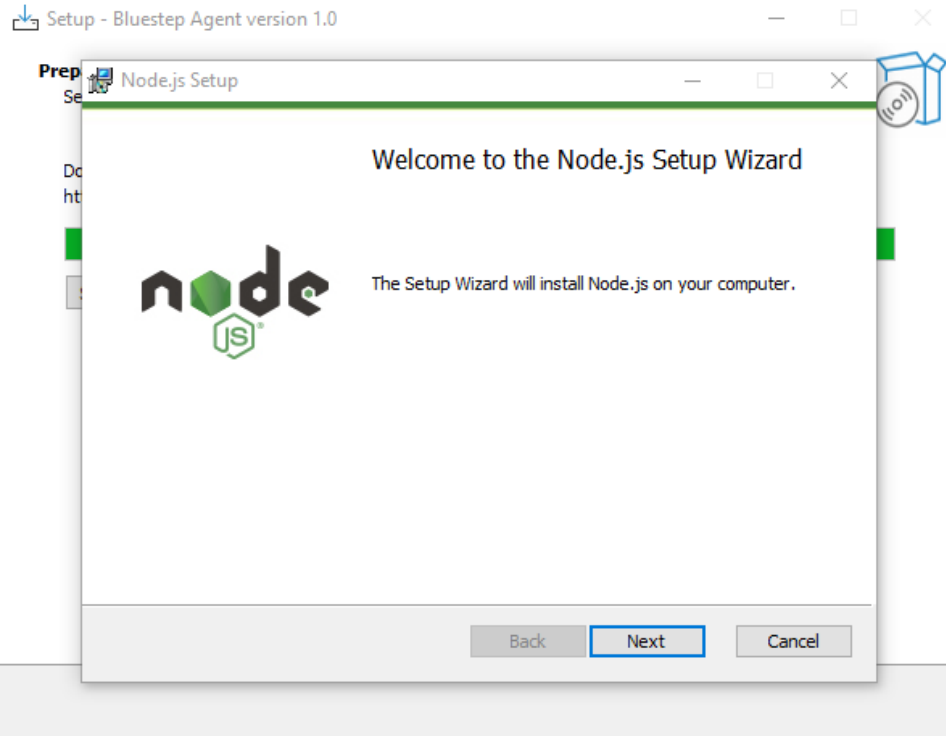 Setup - Bluestep Agent version 1.0
Node.js Setup
Welcome to the Node.js Setup Wizard
The Setup Wizard will install Node.js on your computer.
node
JS
Back
Next
Cancel